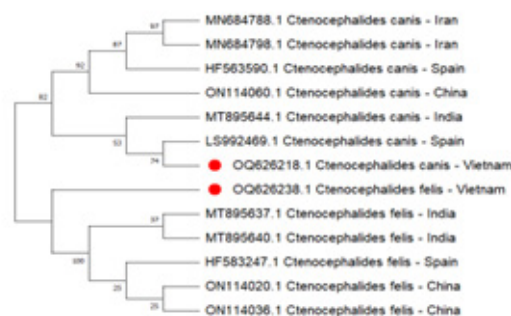 97
MN684788.1 Ctenocephalides canis - Iran
87
MN684798.1 Ctenocephalides canis - Iran
92
HF563590.1 Ctenocephalides canis - Spain
82
ON114060.1 Ctenocephalides canis - China
MT895644.1 Ctenocephalides canis - India
53
LS992469.1 Ctenocephalides canis - Spain
74
OQ626218.1 Ctenocephalides canis - Vietnam
OQ626238.1 Ctenocephalides felis - Vietnam
37
MT895637.1 Ctenocephalides felis - India
MT895640.1 Ctenocephalides felis - India
100
HF583247.1 Ctenocephalides felis - Spain
25
ON114020.1 Ctenocephalides felis - China
25
ON114036.1 Ctenocephalides felis - China